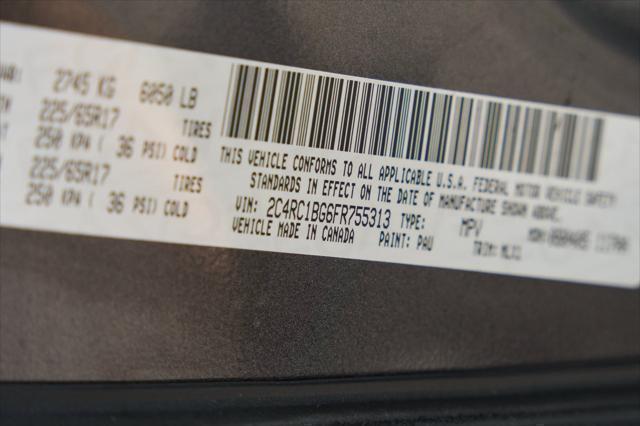 2745 KG 6050 LB
225/65R17 TIRES
250 KPA ( 36 PSI) COLD
225/65R17 TIRES
250 KPA ( 36 PSI) COLD
THIS VEHICLE CONFORMS TO ALL APPLICABLE U.S.A. FEDERAL MOTOR VEHICLE SAFETY
STANDARDS IN EFFECT ON THE DATE OF MANUFACTURE SHOWN ABOVE.
VIN: 2C4RC1BG6FR755313 TYPE: MPV
VEHICLE MADE IN CANADA PAINT: PAU TRIM: